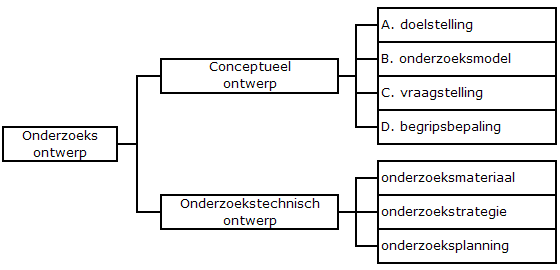 Onderzoeks
ontwerp
Conceptueel
ontwerp
A. doelstelling
B. onderzoeksmodel
C. vraagstelling
D. begripsbepaling
Onderzoekstechnisch
ontwerp
onderzoeksmateriaal
onderzoekstrategie
onderzoeksplanning